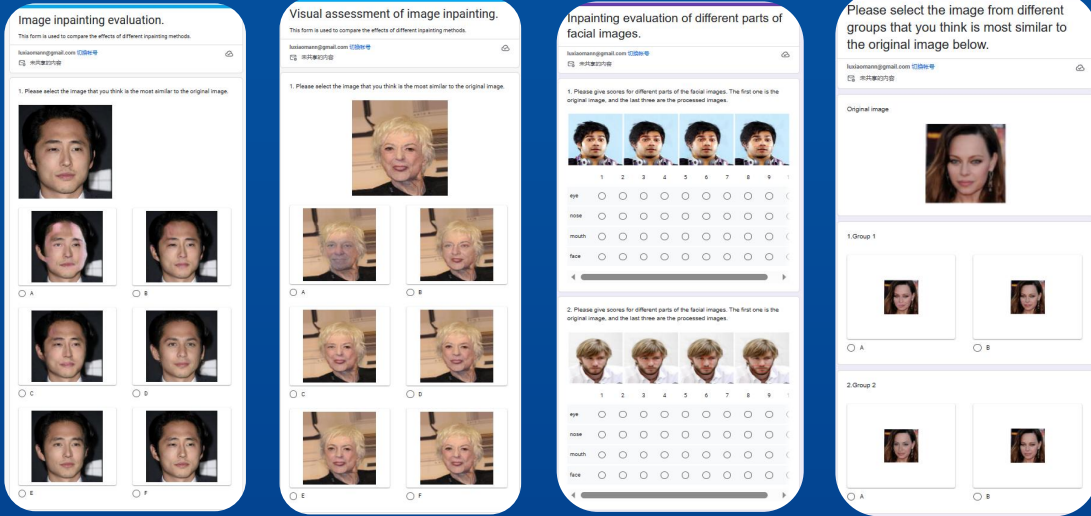 Image inpainting evaluation.
This form is used to compare the effects of different inpainting methods.
luxiaomann@gmail.com 切换帐号
未共享的内容
1. Please select the image that you think is the most similar to the original image.
A
B
C
D
E
F
Visual assessment of image inpainting.
This form is used to compare the effects of different inpainting methods.
luxiaomann@gmail.com 切换帐号
未共享的内容
1. Please select the image that you think is the most similar to the original image.
A
B
C
D
E
F
Inpainting evaluation of different parts of
facial images.
luxiaomann@gmail.com 切换帐号
未共享的内容
1. Please give scores for different parts of the facial images. The first one is the
original image, and the last three are the processed images.
1 2 3 4 5 6 7 8 9
eye
nose
mouth
face
2. Please give scores for different parts of the facial images. The first one is the
original image, and the last three are the processed images.
1 2 3 4 5 6 7 8 9
eye
nose
mouth
face
Please select the image from different
groups that you think is most similar to
the original image below.
luxiaomann@gmail.com 切换帐号
未共享的内容
Original image
1.Group 1
A
B
2.Group 2
A
B